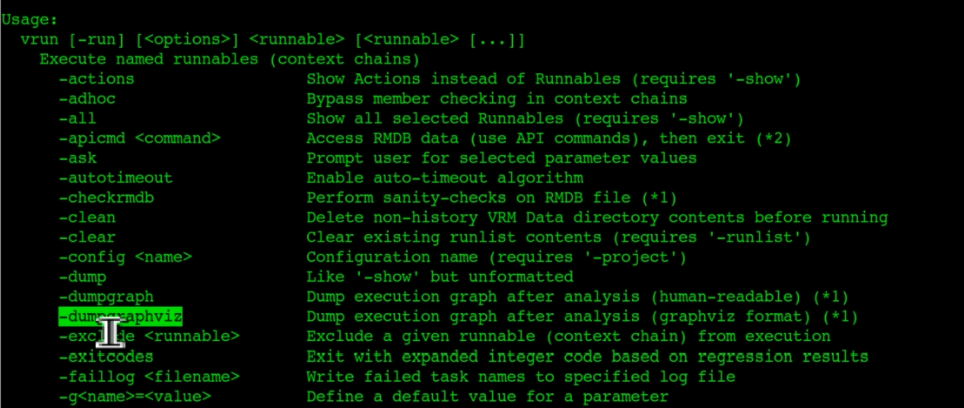 Usage:
vrun [-run] [<options>] <runnable> [<runnable> [...]]
Execute named runnables (context chains)
-actions Show Actions instead of Runnables (requires '-show')
-adhoc Bypass member checking in context chains
-all Show all selected Runnables (requires '-show')
-apicmd <command> Access RMDB data (use API commands), then exit (*2)
-ask Prompt user for selected parameter values
-autotimeout Enable auto-timeout algorithm
-checkrmdb Perform sanity-checks on RMDB file (*1)
-clean Delete non-history VRM Data directory contents before running
-clear Clear existing runlist contents (requires '-runlist')
-config <name> Configuration name (requires '-project')
-dump Like '-show' but unformatted
-dumpgraph Dump execution graph after analysis (human-readable) (*1)
-dumpgraphviz Dump execution graph after analysis (graphviz format) (*1)
-exclude <runnable> Exclude a given runnable (context chain) from execution
-exitcodes Exit with expanded integer code based on regression results
-faillog <filename> Write failed task names to specified log file
-g<name>=<value> Define a default value for a parameter